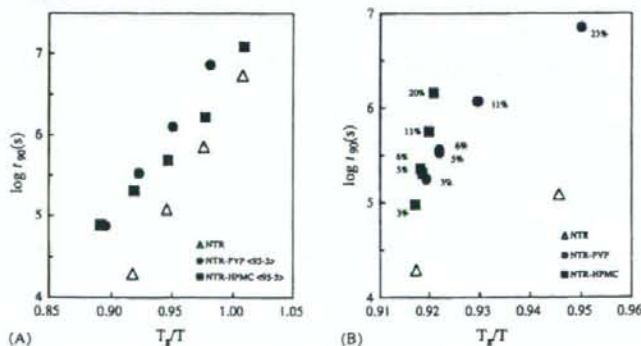 7
6
5
4
log t90(s)
0.85
0.90
0.95
1.00
1.05
Tg/T
△NTR
●NTR-PVP <95-5>
■NTR-HPMC <95-5>
(A)
7
6
5
4
log t90(s)
0.91
0.92
0.93
0.94
0.95
0.96
Tg/T
25%
20%
11%
11%
6%
5%
6%
5%
3%
3%
△NTR
●NTR-PVP
■NTR-HPMC
(B)